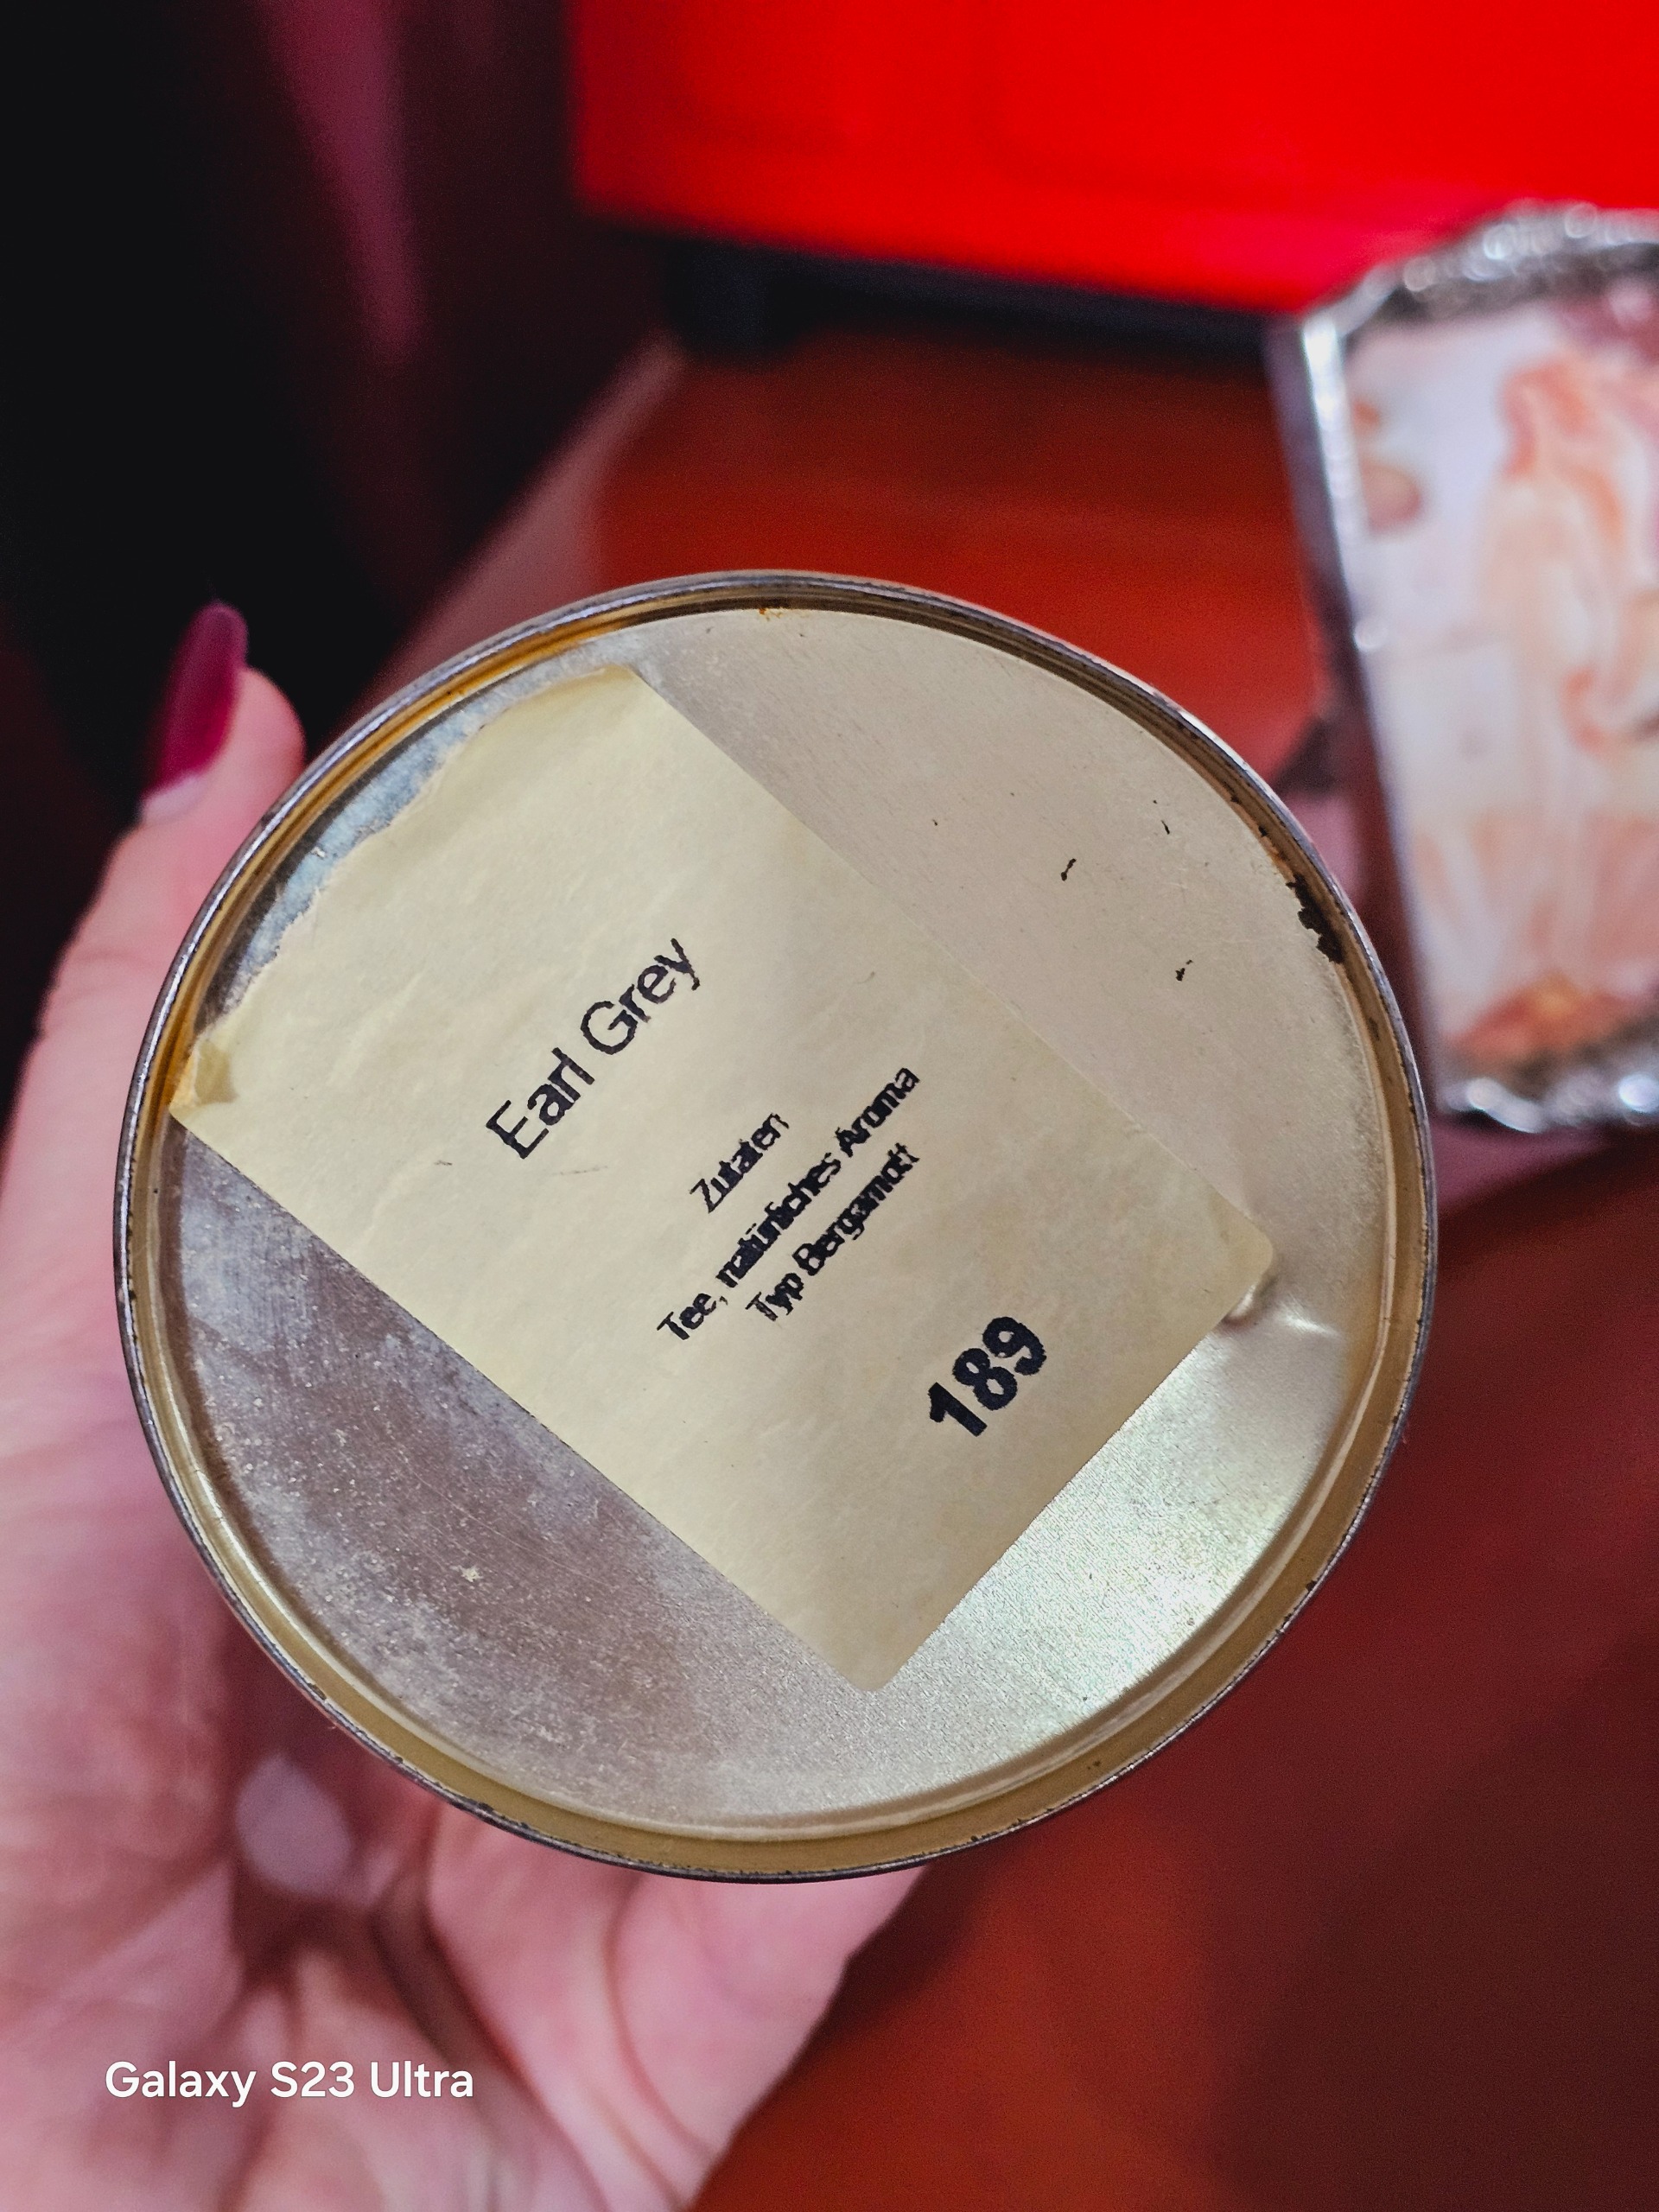 Earl Grey
Zutaten
Tee, natürliches Aroma
Typ Bergamott
189
Galaxy S23 Ultra